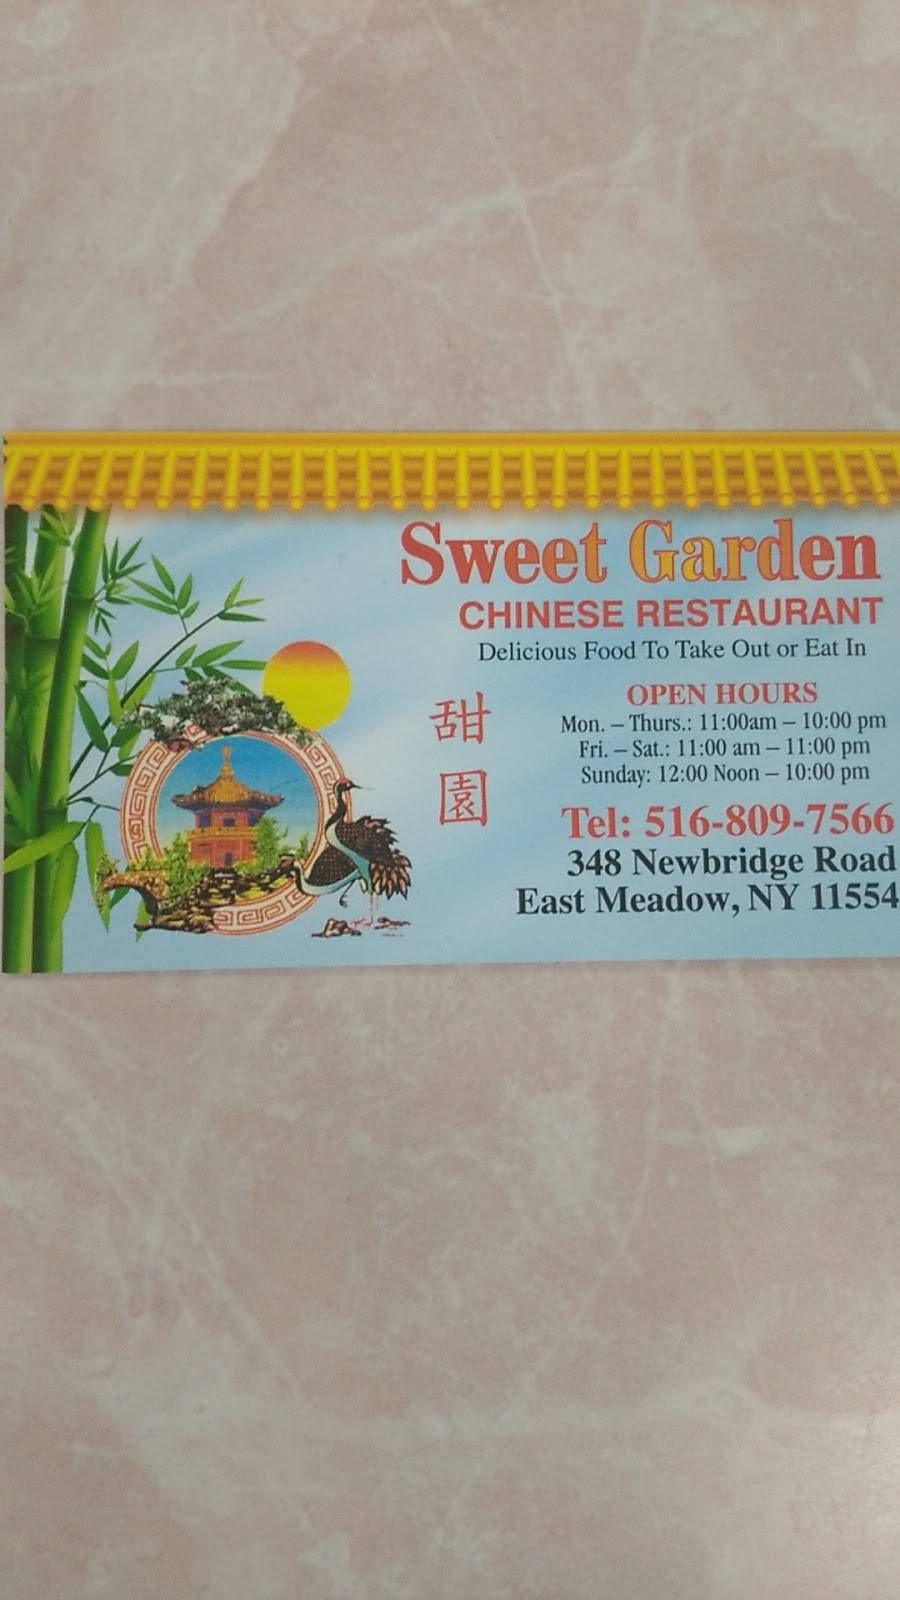 Sweet Garden
CHINESE RESTAURANT
Delicious Food To Take Out or Eat In
甜園
OPEN HOURS
Mon. – Thurs.: 11:00am – 10:00 pm
Fri. – Sat.: 11:00 am – 11:00 pm
Sunday: 12:00 Noon – 10:00 pm
Tel: 516-809-7566
348 Newbridge Road
East Meadow, NY 11554